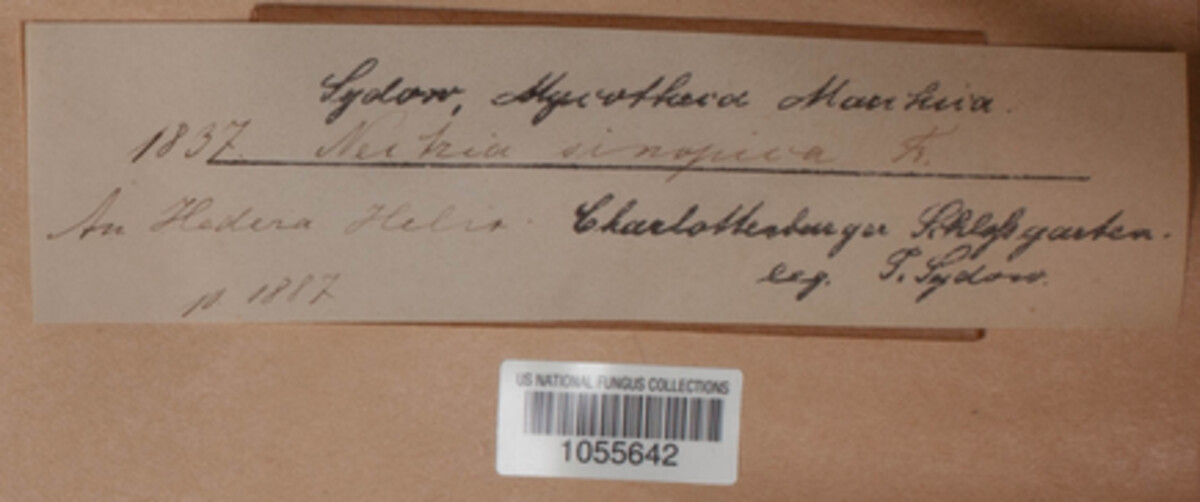 Sydow, Mycotheca Marchica.
1837. Nectria sinopica Fr.
An Hedera Helix. Charlottenburger Schloßgarten.
1887
leg. P. Sydow.
US NATIONAL FUNGUS COLLECTIONS
1055642